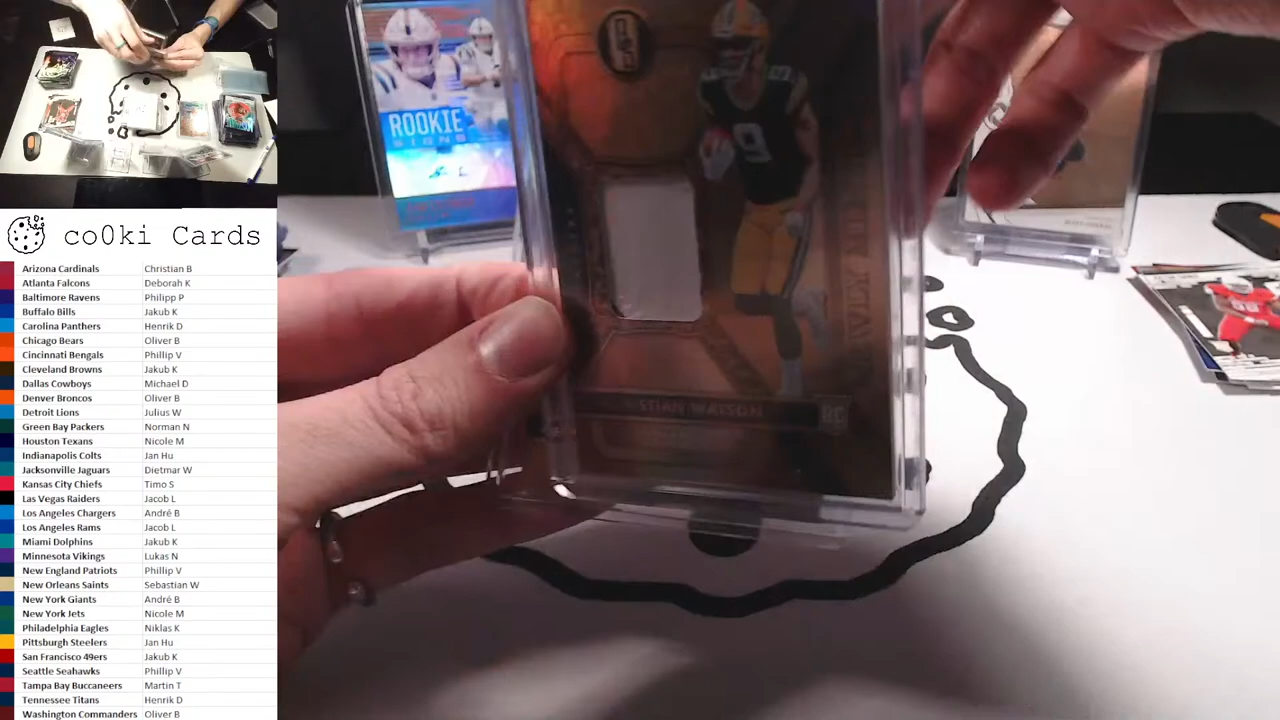 co0ki Cards
Arizona Cardinals Christian B
Atlanta Falcons Deborah K
Baltimore Ravens Philipp P
Buffalo Bills Jakub K
Carolina Panthers Henrik D
Chicago Bears Oliver B
Cincinnati Bengals Phillip V
Cleveland Browns Jakub K
Dallas Cowboys Michael D
Denver Broncos Oliver B
Detroit Lions Julius W
Green Bay Packers Norman N
Houston Texans Nicole M
Indianapolis Colts Jan Hu
Jacksonville Jaguars Dietmar W
Kansas City Chiefs Timo S
Las Vegas Raiders Jacob L
Los Angeles Chargers André B
Los Angeles Rams Jacob L
Miami Dolphins Jakub K
Minnesota Vikings Lukas N
New England Patriots Phillip V
New Orleans Saints Sebastian W
New York Giants André B
New York Jets Nicole M
Philadelphia Eagles Niklas K
Pittsburgh Steelers Jan Hu
San Francisco 49ers Jakub K
Seattle Seahawks Phillip V
Tampa Bay Buccaneers Martin T
Tennessee Titans Henrik D
Washington Commanders Oliver B
ROOKIE
SIGNS
9
WATSON
RC